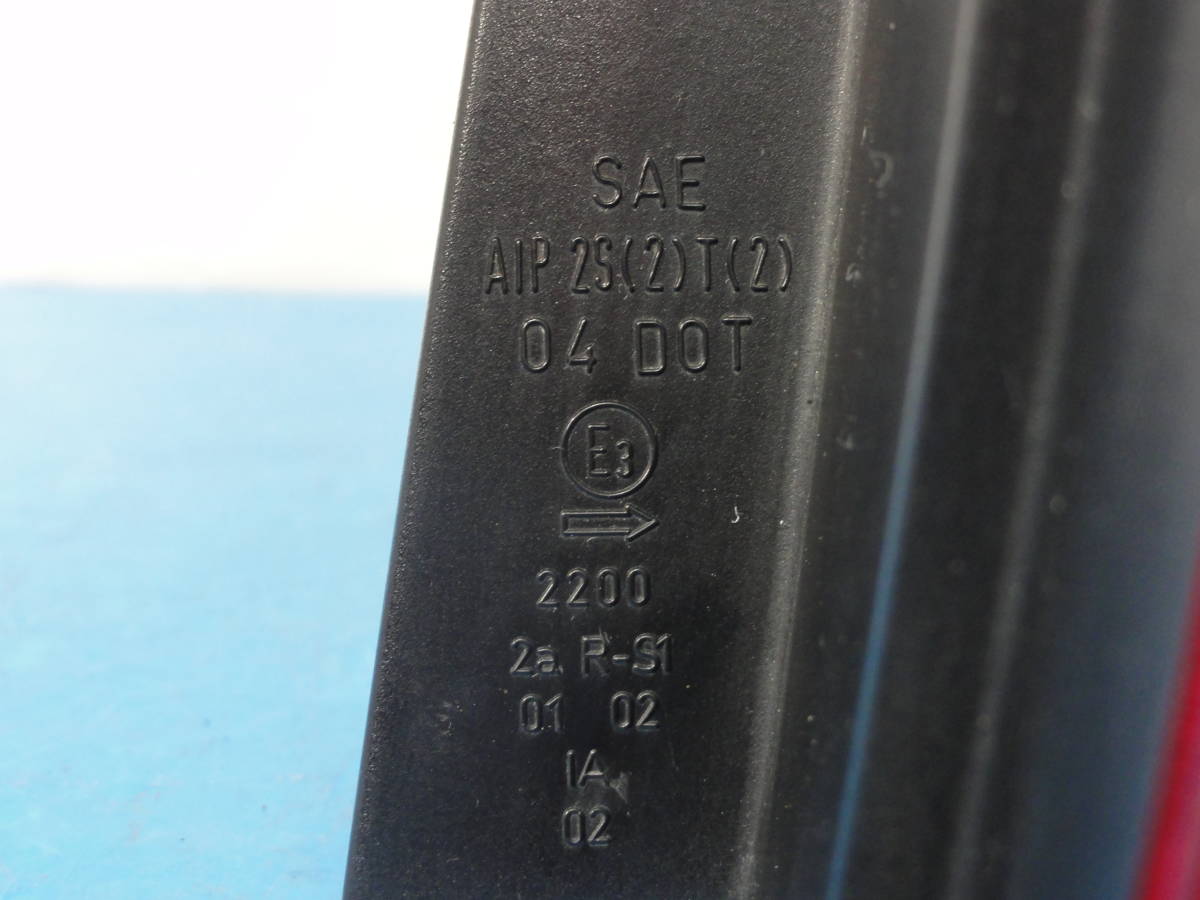 SAE
AIP 2S(2)T(2)
04 DOT
E3
2200
2a R-S1
01 02
IA
02